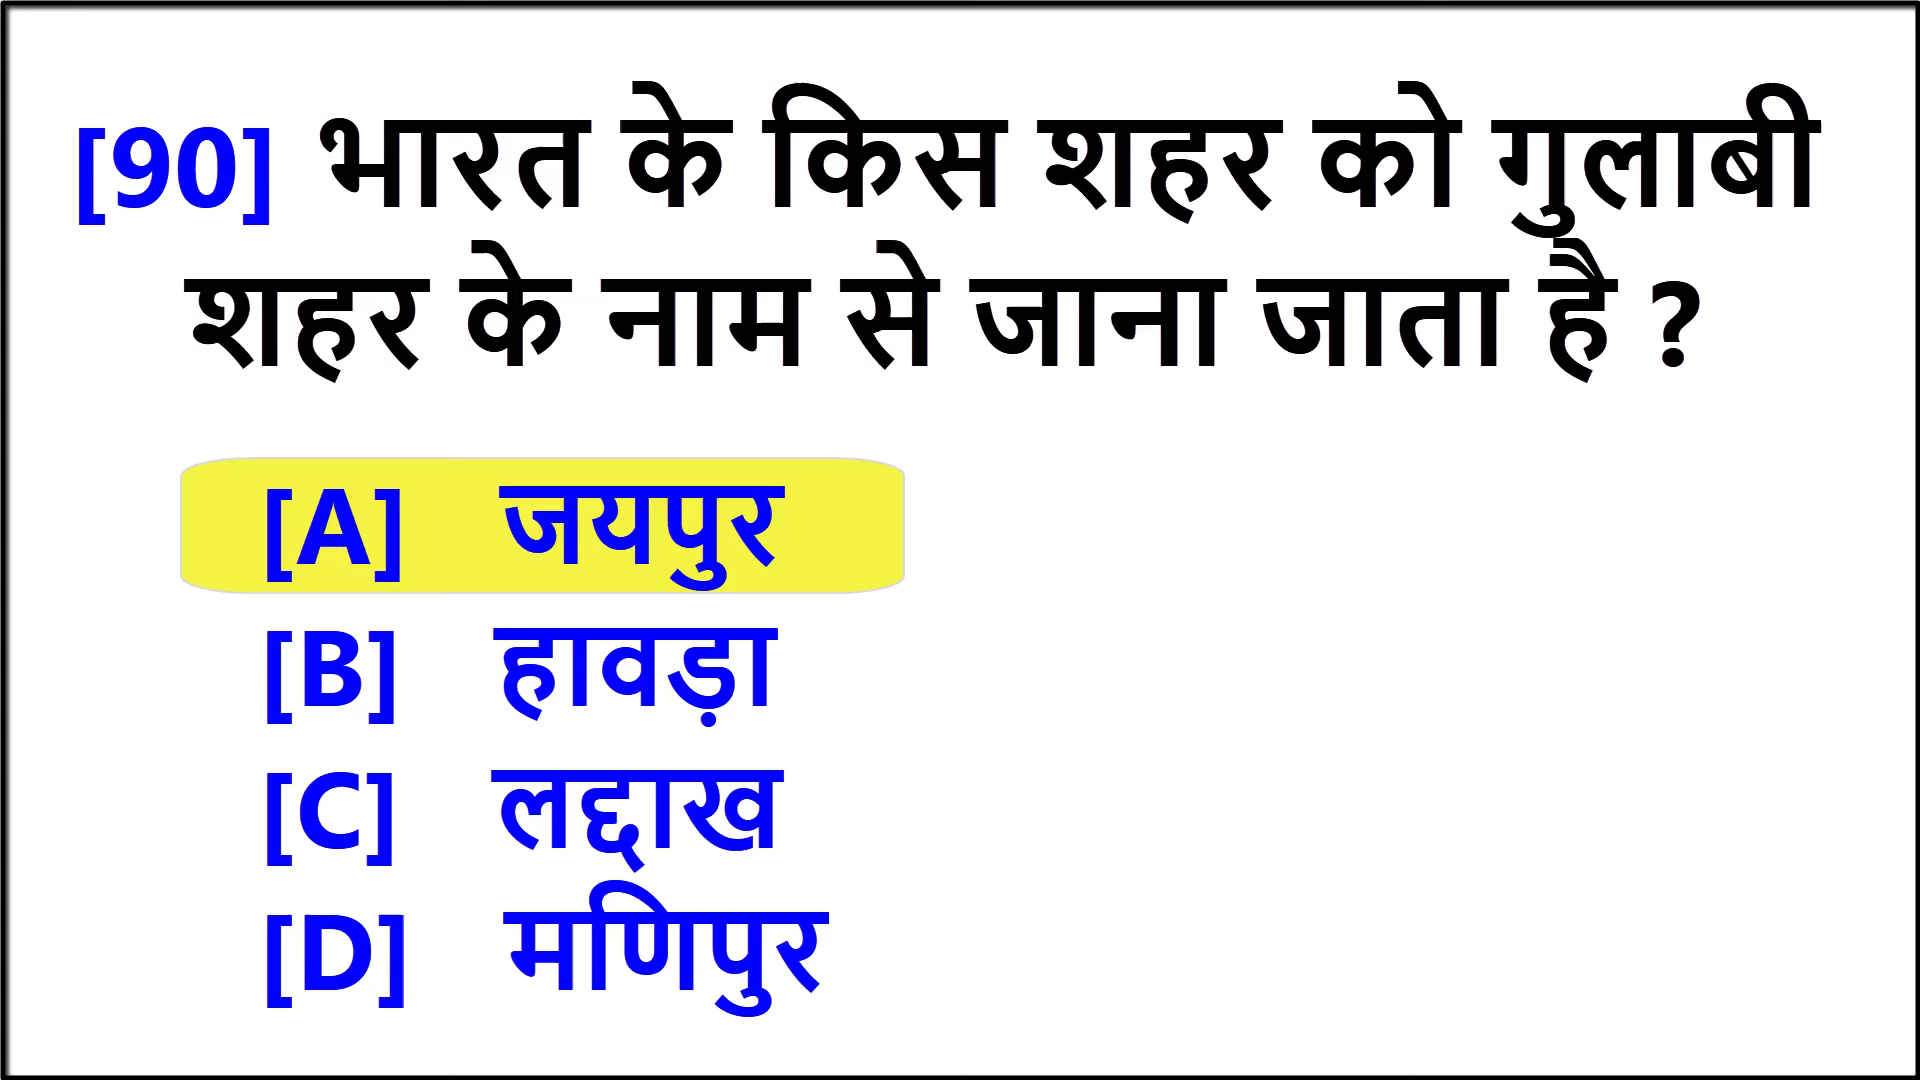 [90] भारत के किस शहर को गुलाबी
शहर के नाम से जाना जाता है ?
[A] जयपुर
[B] हावड़ा
[C] लद्दाख
[D] मणिपुर